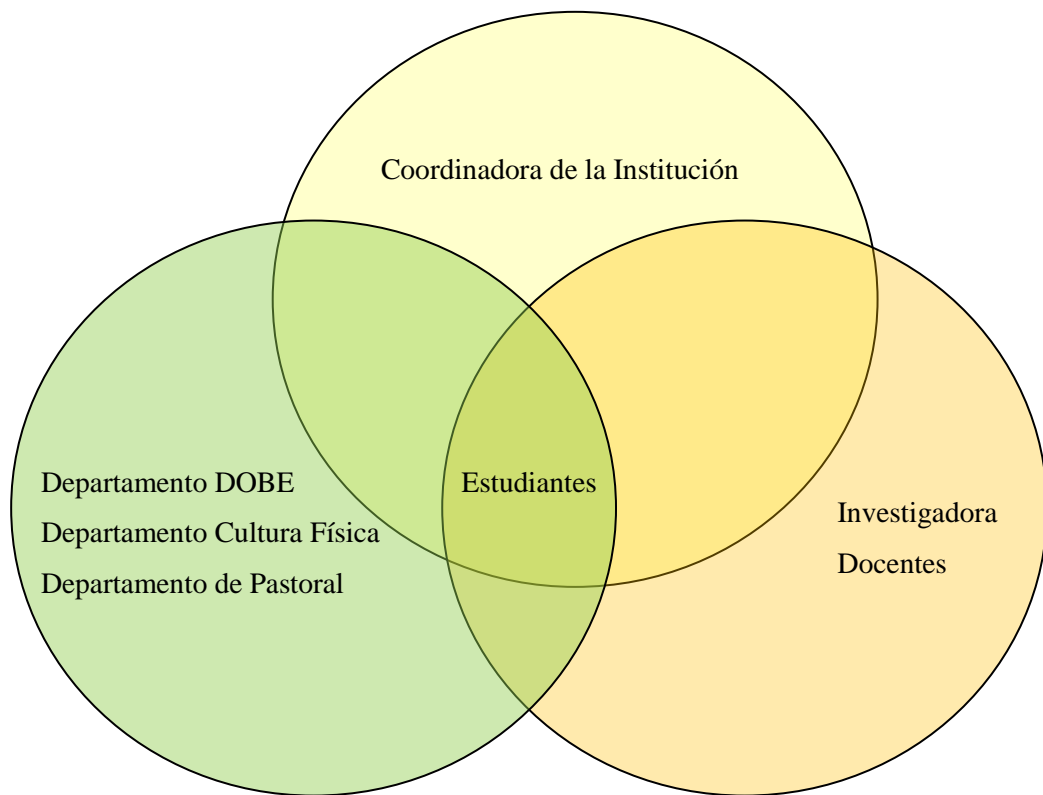 Coordinadora de la Institución
Departamento DOBE
Departamento Cultura Física
Departamento de Pastoral
Estudiantes
Investigadora
Docentes